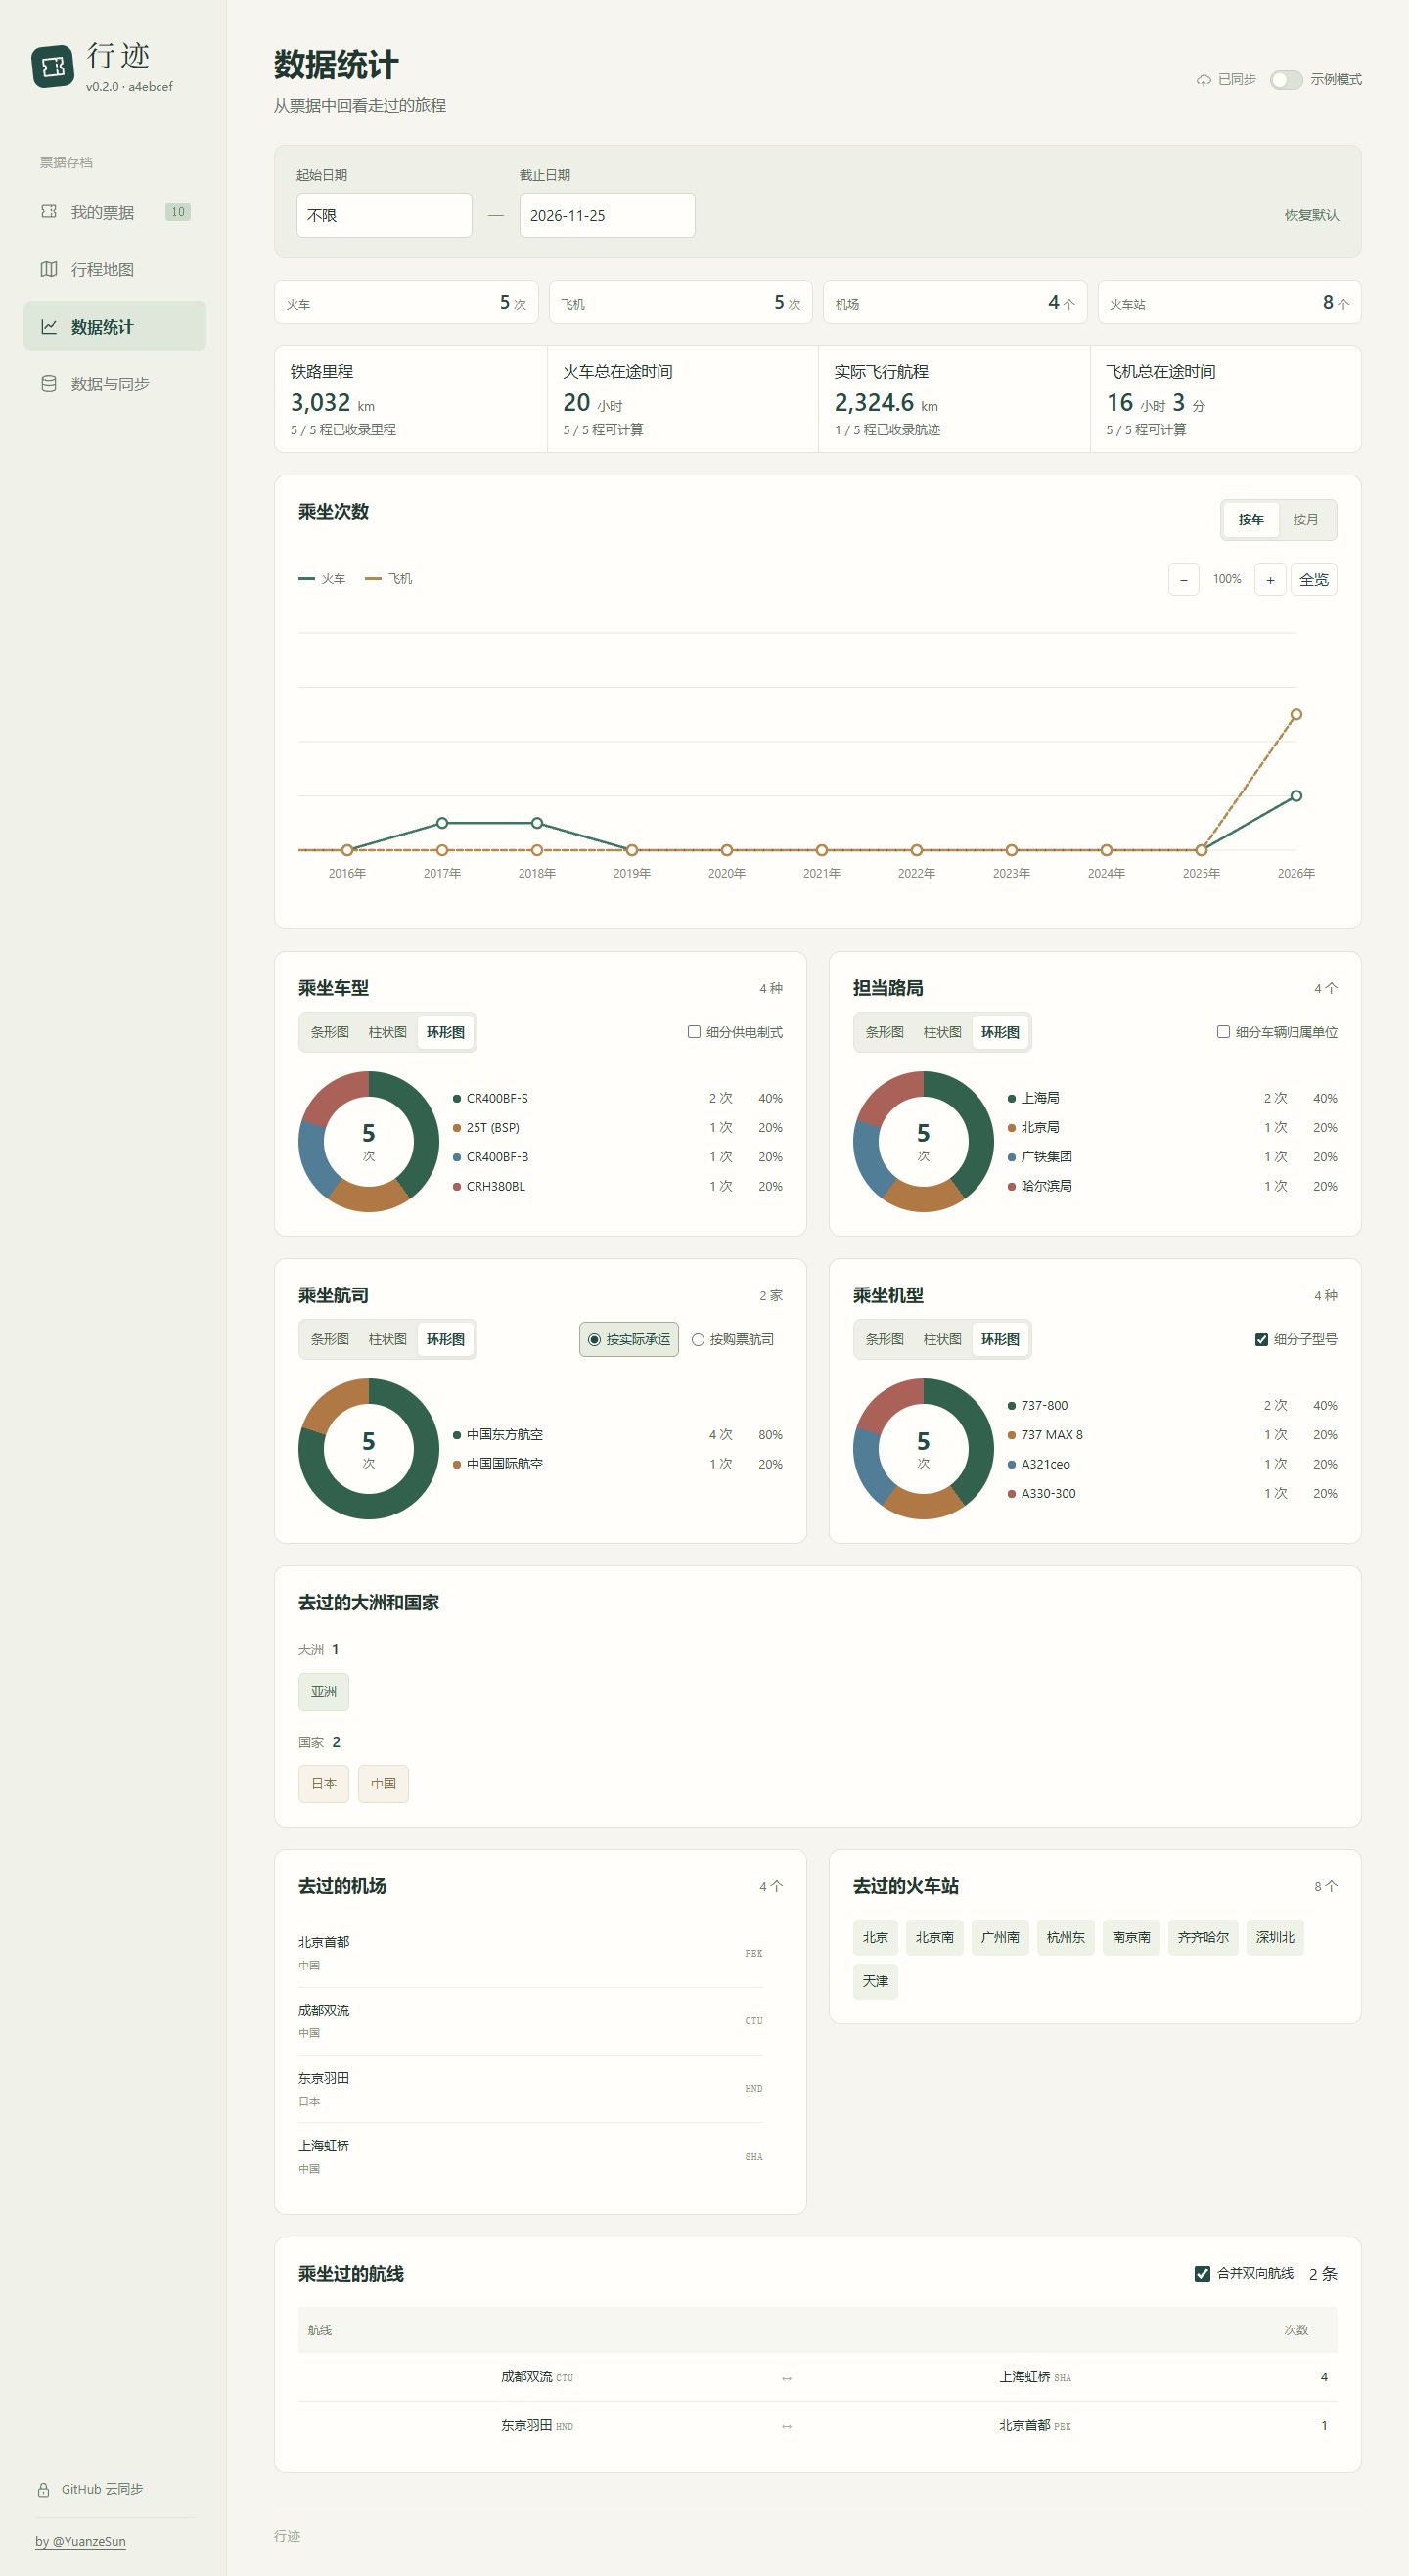 行迹
v0.2.0 · a4ebcef
票据存档
我的票据 10
行程地图
数据统计
数据与同步
GitHub 云同步
by @YuanzeSun
数据统计
从票据中回看走过的旅程
已同步 示例模式
起始日期 截止日期
不限 — 2026-11-25 恢复默认
火车 5 次 飞机 5 次 机场 4 个 火车站 8 个
铁路里程 火车总在途时间 实际飞行航程 飞机总在途时间
3,032 km 20 小时 2,324.6 km 16 小时 3 分
5 / 5 程已收录里程 5 / 5 程可计算 1 / 5 程已收录航迹 5 / 5 程可计算
乘坐次数 按年 按月
火车 飞机 − 100% + 全览
2016年 2017年 2018年 2019年 2020年 2021年 2022年 2023年 2024年 2025年 2026年
乘坐车型 4 种
条形图 柱状图 环形图 细分供电制式
5
次
CR400BF-S 2 次 40%
25T (BSP) 1 次 20%
CR400BF-B 1 次 20%
CRH380BL 1 次 20%
担当路局 4 个
条形图 柱状图 环形图 细分车辆归属单位
5
次
上海局 2 次 40%
北京局 1 次 20%
广铁集团 1 次 20%
哈尔滨局 1 次 20%
乘坐航司 2 家
条形图 柱状图 环形图 按实际承运 按购票航司
5
次
中国东方航空 4 次 80%
中国国际航空 1 次 20%
乘坐机型 4 种
条形图 柱状图 环形图 细分子型号
5
次
737-800 2 次 40%
737 MAX 8 1 次 20%
A321ceo 1 次 20%
A330-300 1 次 20%
去过的大洲和国家
大洲 1
亚洲
国家 2
日本 中国
去过的机场 4 个
北京首都 PEK
中国
成都双流 CTU
中国
东京羽田 HND
日本
上海虹桥 SHA
中国
去过的火车站 8 个
北京 北京南 广州南 杭州东 南京南 齐齐哈尔 深圳北
天津
乘坐过的航线 合并双向航线 2 条
航线 次数
成都双流 CTU ↔ 上海虹桥 SHA 4
东京羽田 HND ↔ 北京首都 PEK 1
行迹